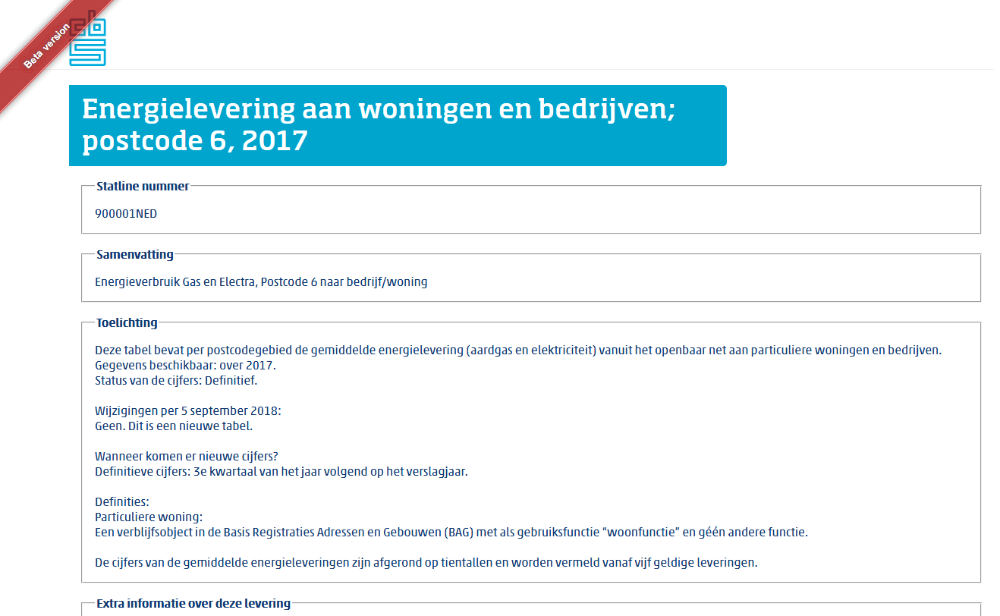 Beta version
cbs
Energielevering aan woningen en bedrijven;
postcode 6, 2017
Statline nummer
900001NED
Samenvatting
Energieverbruik Gas en Electra, Postcode 6 naar bedrijf/woning
Toelichting
Deze tabel bevat per postcodegebied de gemiddelde energielevering (aardgas en elektriciteit) vanuit het openbaar net aan particuliere woningen en bedrijven.
Gegevens beschikbaar: over 2017.
Status van de cijfers: Definitief.
Wijzigingen per 5 september 2018:
Geen. Dit is een nieuwe tabel.
Wanneer komen er nieuwe cijfers?
Definitieve cijfers: 3e kwartaal van het jaar volgend op het verslagjaar.
Definities:
Particuliere woning:
Een verblijfsobject in de Basis Registraties Adressen en Gebouwen (BAG) met als gebruiksfunctie “woonfunctie” en géén andere functie.
De cijfers van de gemiddelde energieleveringen zijn afgerond op tientallen en worden vermeld vanaf vijf geldige leveringen.
Extra informatie over deze levering